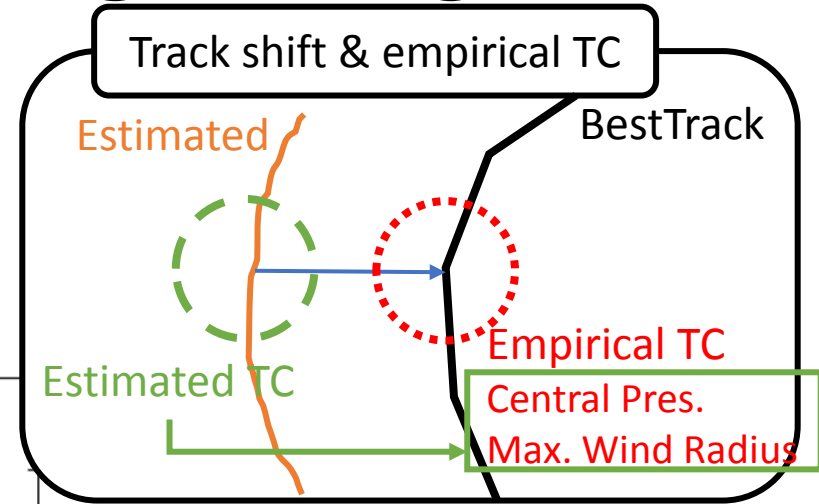 Track shift & empirical TC
Estimated
BestTrack
Empirical TC
Estimated TC
Central Pres.
Max. Wind Radius